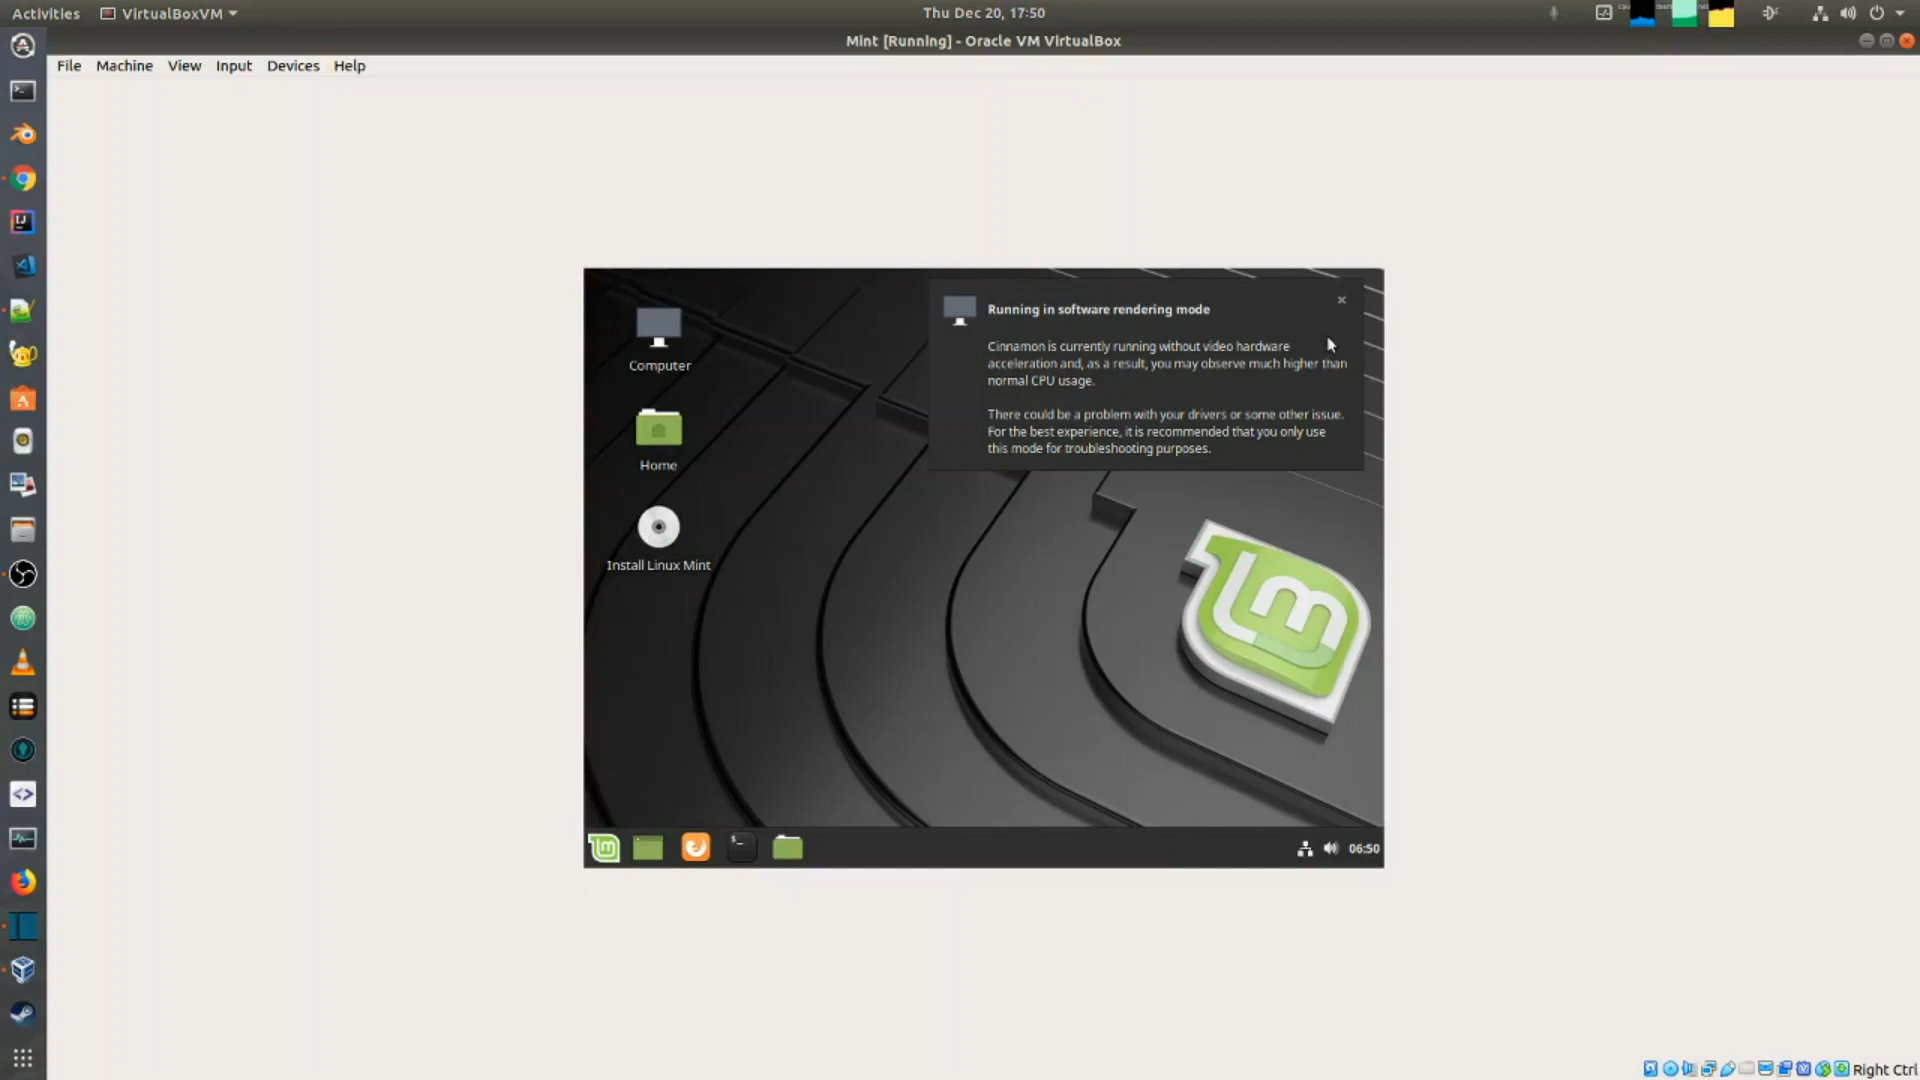 Activities VirtualBoxVM Thu Dec 20, 17:50
Mint [Running] - Oracle VM VirtualBox
File Machine View Input Devices Help
Computer
Home
Install Linux Mint
Running in software rendering mode
Cinnamon is currently running without video hardware
acceleration and, as a result, you may observe much higher than
normal CPU usage.
There could be a problem with your drivers or some other issue.
For the best experience, it is recommended that you only use
this mode for troubleshooting purposes.
06:50
Right Ctrl